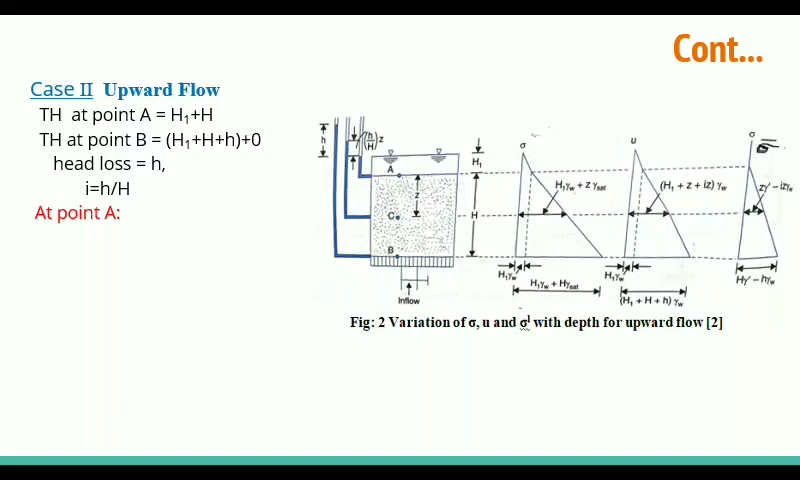 Cont...
Case II Upward Flow
TH at point A = H₁+H
TH at point B = (H₁+H+h)+0
head loss = h,
i=h/H
At point A:
h
(h/H)z
A
z
C
B
Inflow
H₁
H
σ
H₁γw + z γsat
H₁γw
H₁γw + Hγsat
u
(H₁ + z + iz) γw
H₁γw
(H₁ + H + h) γw
σ
σ
zγ' − izγw
Hγ' − hγw
Fig: 2 Variation of σ, u and σ' with depth for upward flow [2]